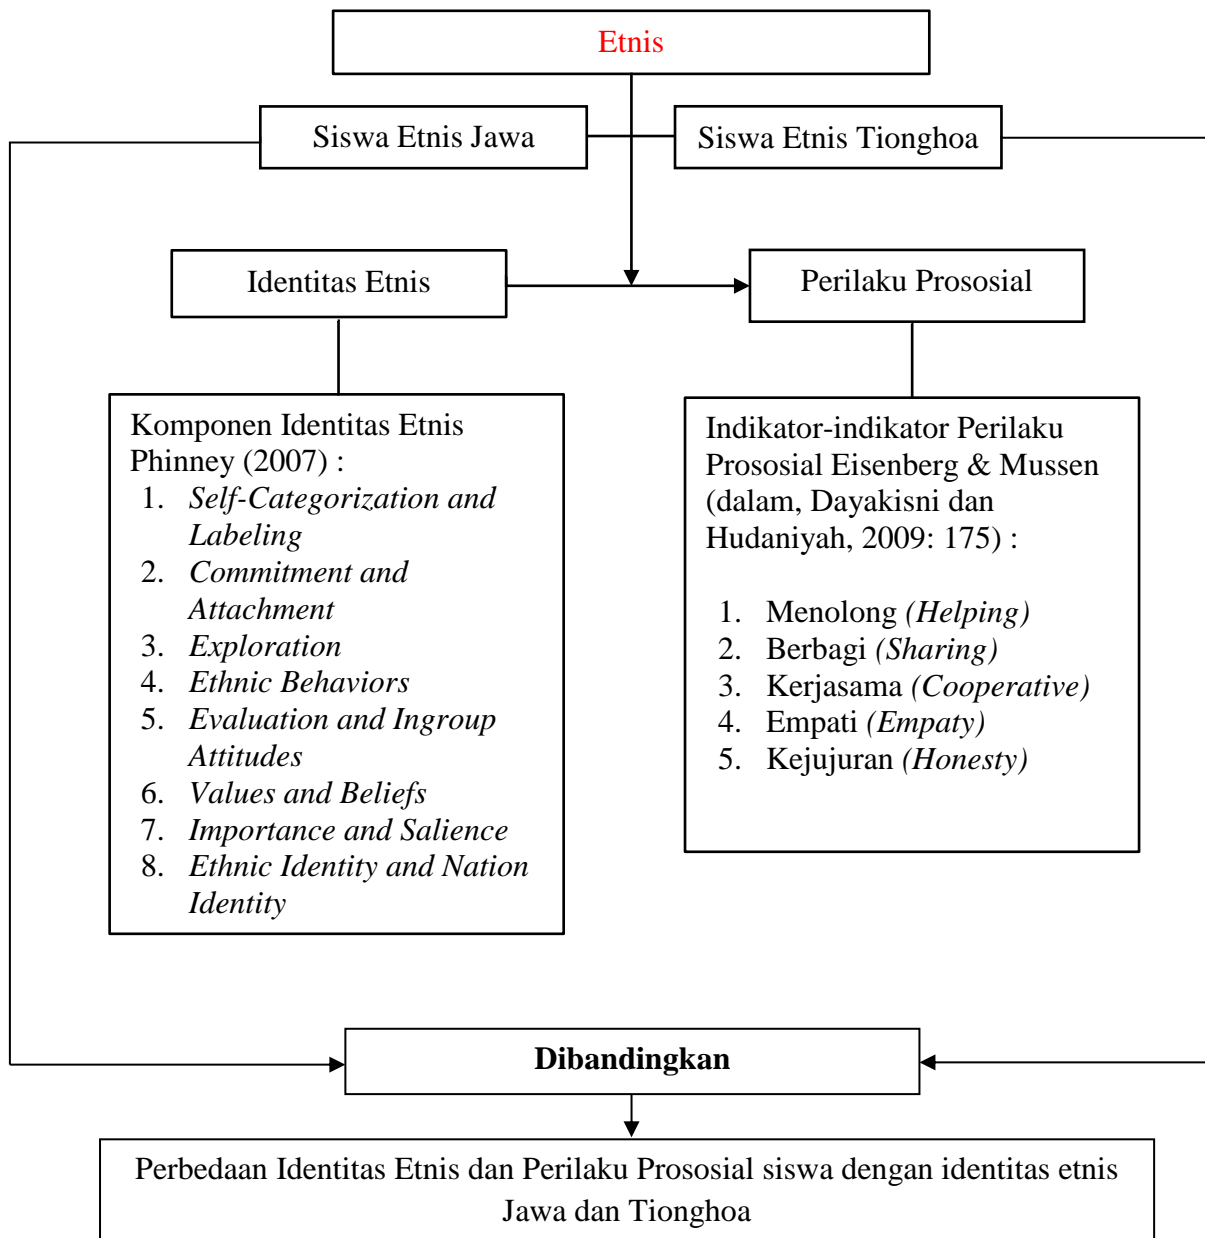 Etnis
Siswa Etnis Jawa
Siswa Etnis Tionghoa
Identitas Etnis
Perilaku Prososial
Komponen Identitas Etnis
Phinney (2007) :
1. Self-Categorization and
Labeling
2. Commitment and
Attachment
3. Exploration
4. Ethnic Behaviors
5. Evaluation and Ingroup
Attitudes
6. Values and Beliefs
7. Importance and Salience
8. Ethnic Identity and Nation
Identity
Indikator-indikator Perilaku
Prososial Eisenberg & Mussen
(dalam, Dayakisni dan
Hudaniyah, 2009: 175) :
1. Menolong (Helping)
2. Berbagi (Sharing)
3. Kerjasama (Cooperative)
4. Empati (Empaty)
5. Kejujuran (Honesty)
Dibandingkan
Perbedaan Identitas Etnis dan Perilaku Prososial siswa dengan identitas etnis
Jawa dan Tionghoa